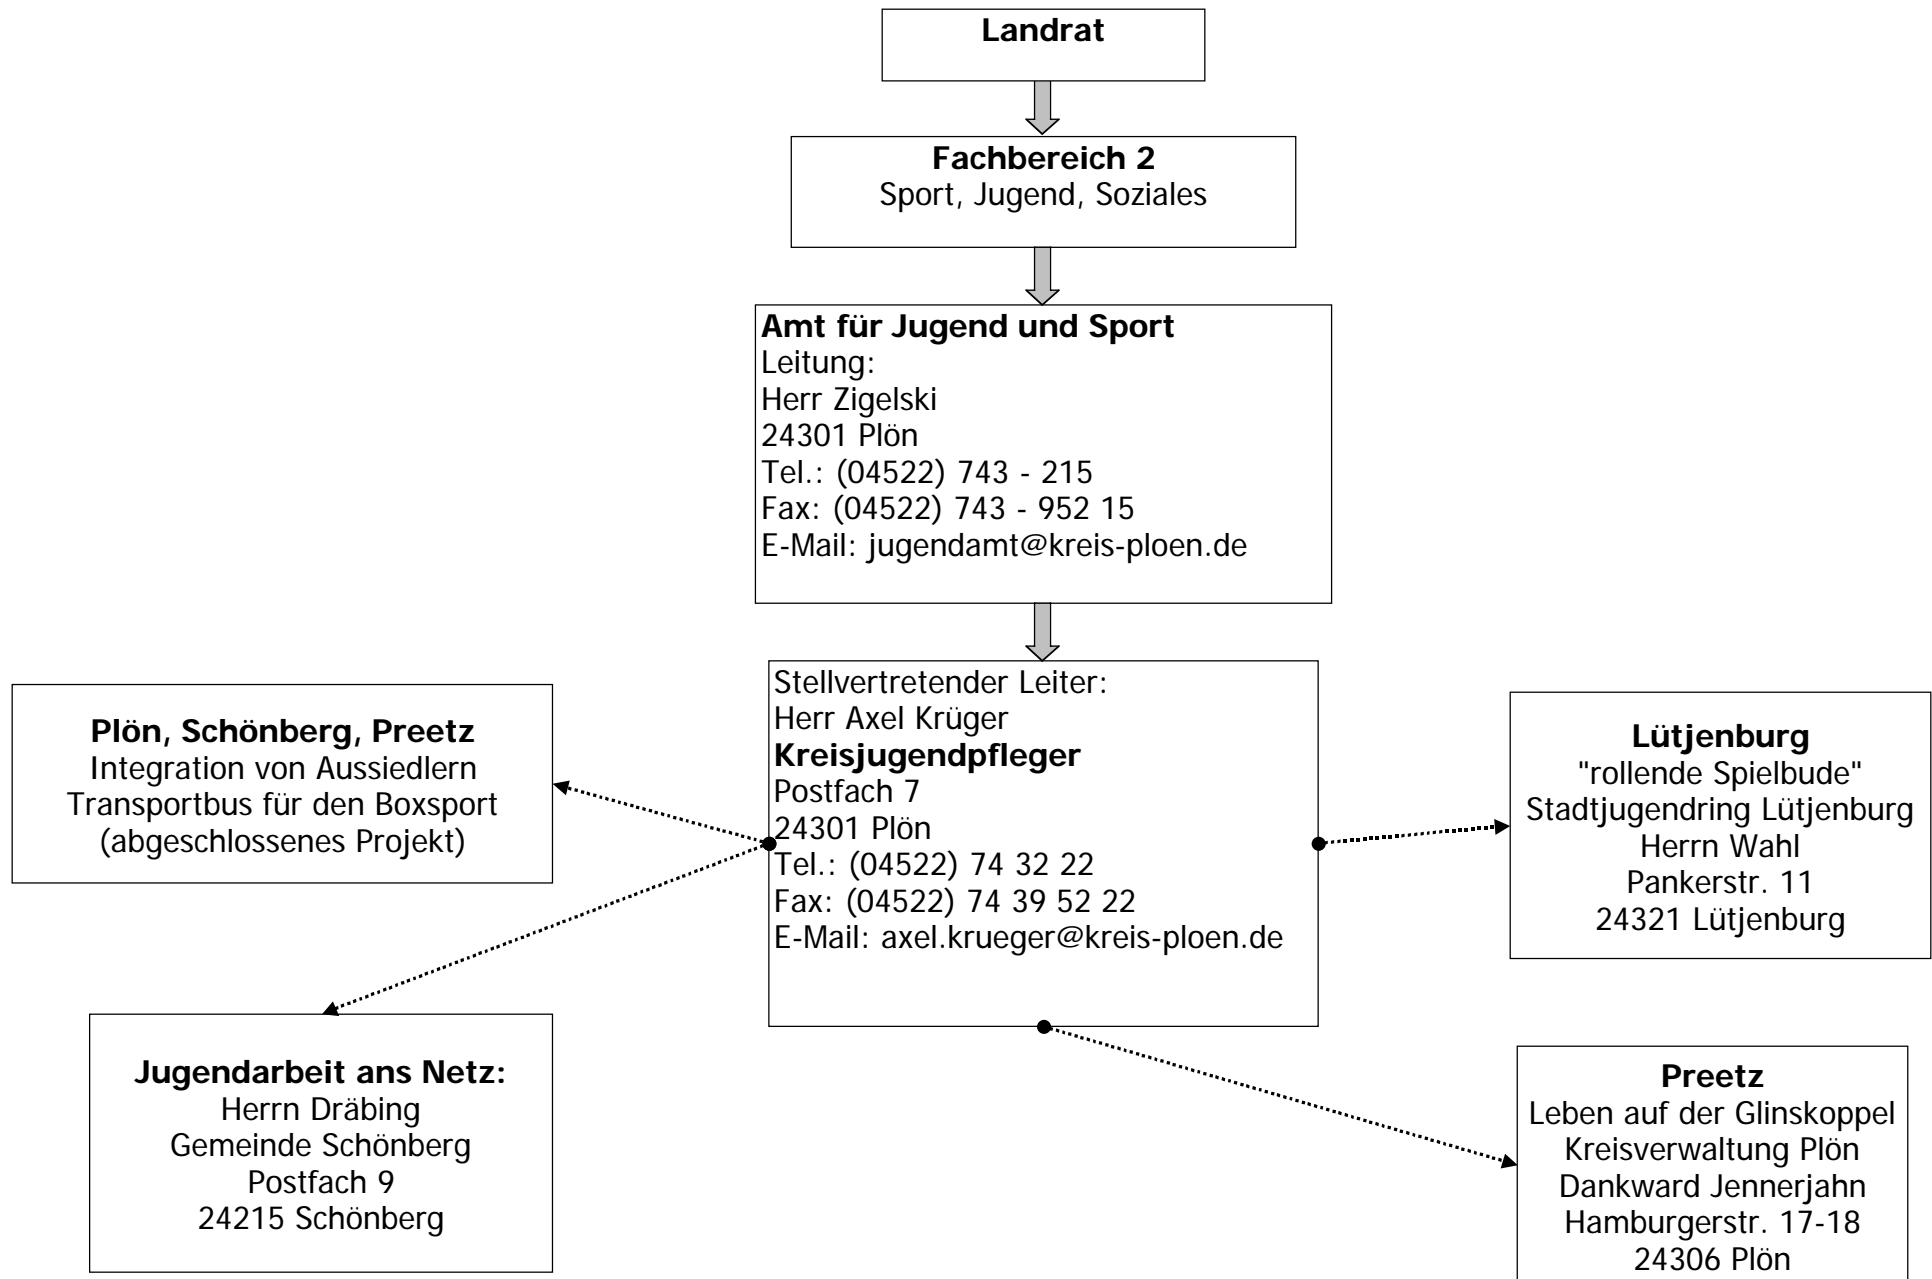 Landrat
Fachbereich 2
Sport, Jugend, Soziales
Amt für Jugend und Sport
Leitung:
Herr Zigelski
24301 Plön
Tel.: (04522) 743 - 215
Fax: (04522) 743 - 952 15
E-Mail: jugendamt@kreis-ploen.de
Stellvertretender Leiter:
Herr Axel Krüger
Kreisjugendpfleger
Postfach 7
24301 Plön
Tel.: (04522) 74 32 22
Fax: (04522) 74 39 52 22
E-Mail: axel.krueger@kreis-ploen.de
Plön, Schönberg, Preetz
Integration von Aussiedlern
Transportbus für den Boxsport
(abgeschlossenes Projekt)
Lütjenburg
"rollende Spielbude"
Stadtjugendring Lütjenburg
Herrn Wahl
Pankerstr. 11
24321 Lütjenburg
Jugendarbeit ans Netz:
Herrn Dräbing
Gemeinde Schönberg
Postfach 9
24215 Schönberg
Preetz
Leben auf der Glinskoppel
Kreisverwaltung Plön
Dankward Jennerjahn
Hamburgerstr. 17-18
24306 Plön